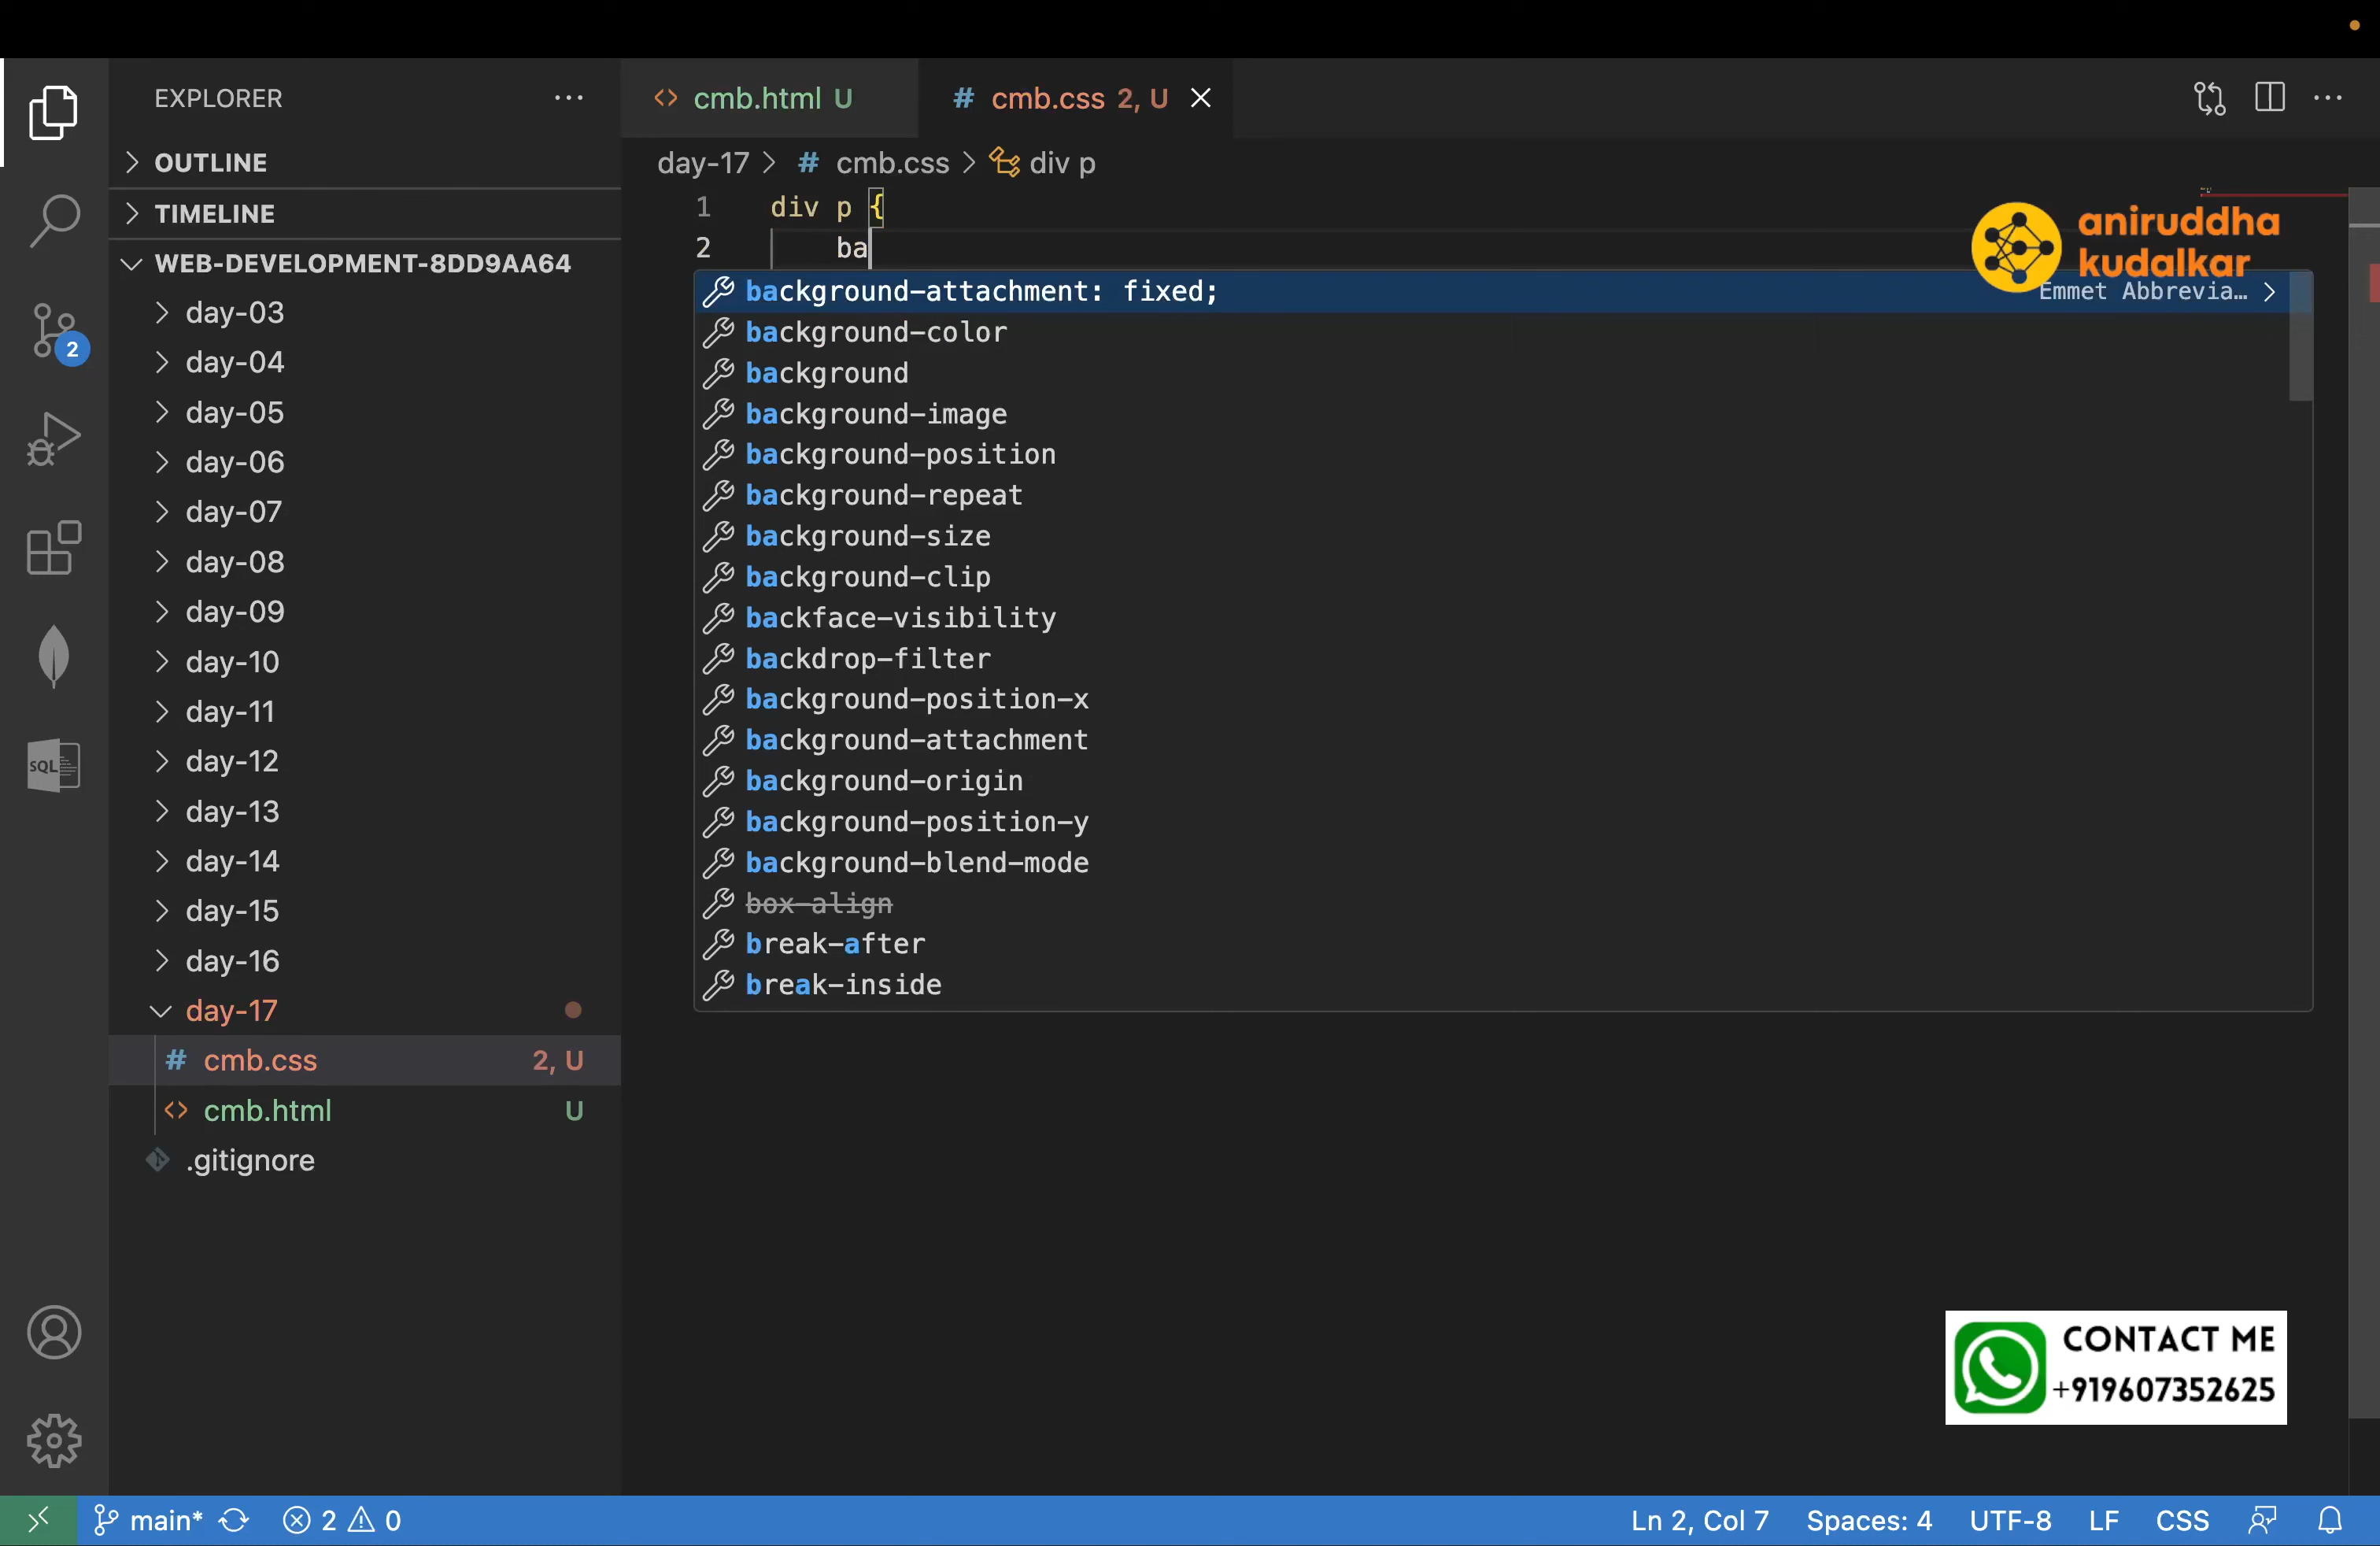 EXPLORER
OUTLINE
TIMELINE
WEB-DEVELOPMENT-8DD9AA64
day-03
day-04
day-05
day-06
day-07
day-08
day-09
day-10
day-11
day-12
day-13
day-14
day-15
day-16
day-17
# cmb.css 2, U
<> cmb.html U
.gitignore
2
SQL
<> cmb.html U
# cmb.css 2, U
day-17 > # cmb.css > div p
1 div p {
2 ba
background-attachment: fixed;
Emmet Abbrevia… >
background-color
background
background-image
background-position
background-repeat
background-size
background-clip
backface-visibility
backdrop-filter
background-position-x
background-attachment
background-origin
background-position-y
background-blend-mode
box-align
break-after
break-inside
aniruddha
kudalkar
CONTACT ME
+919607352625
main* 2 0
Ln 2, Col 7 Spaces: 4 UTF-8 LF CSS